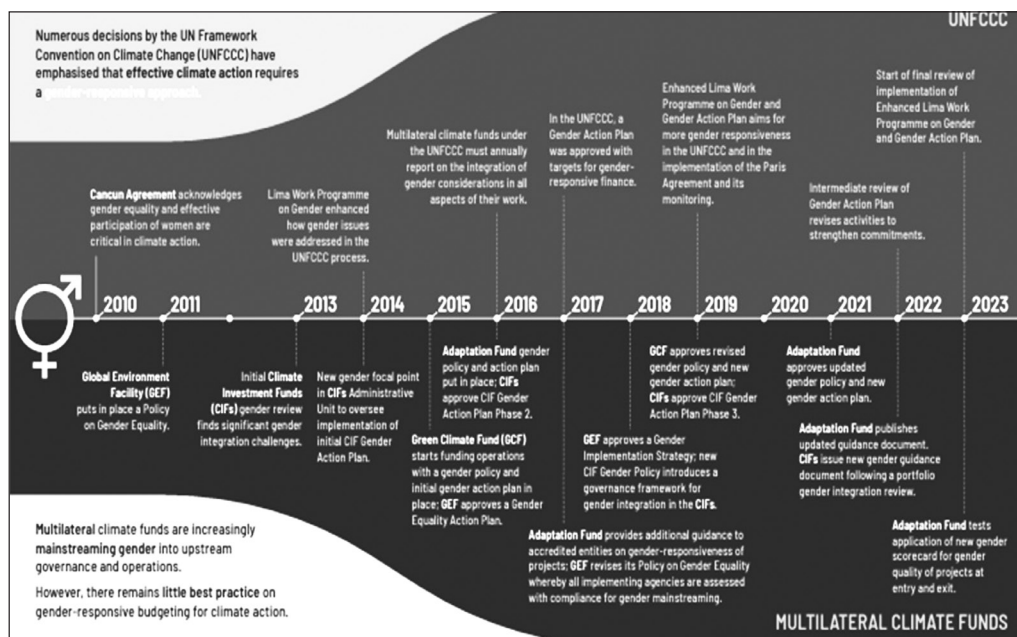 UNFCCC
Numerous decisions by the UN Framework
Convention on Climate Change (UNFCCC) have
emphasised that effective climate action requires
a gender-responsive approach.
Cancun Agreement acknowledges
gender equality and effective
participation of women are
critical in climate action.
Lima Work Programme
on Gender enhanced
how gender issues
were addressed in the
UNFCCC process.
Multilateral climate funds under
the UNFCCC must annually
report on the integration of
gender considerations in all
aspects of their work.
In the UNFCCC, a
Gender Action Plan
was approved with
targets for gender-
responsive finance.
Enhanced Lima Work
Programme on Gender and
Gender Action Plan aims for
more gender responsiveness
in the UNFCCC and in the
implementation of the Paris
Agreement and its
monitoring.
Intermediate review of
Gender Action Plan
revises activities to
strengthen commitments.
Start of final review of
implementation of
Enhanced Lima Work
Programme on Gender
and Gender Action Plan.
2010 2011 2013 2014 2015 2016 2017 2018 2019 2020 2021 2022 2023
Global Environment
Facility (GEF)
puts in place a Policy
on Gender Equality.
Initial Climate
Investment Funds
(CIFs) gender review
finds significant gender
integration challenges.
New gender focal point
in CIFs Administrative
Unit to oversee
implementation of
initial CIF Gender
Action Plan.
Adaptation Fund gender
policy and action plan
put in place; CIFs
approve CIF Gender
Action Plan Phase 2.
Green Climate Fund (GCF)
starts funding operations
with a gender policy and
initial gender action plan in
place; GEF approves a Gender
Equality Action Plan.
Adaptation Fund provides additional guidance to
accredited entities on gender-responsiveness of
projects; GEF revises its Policy on Gender Equality
whereby all implementing agencies are assessed
with compliance for gender mainstreaming.
GEF approves a Gender
Implementation Strategy; new
CIF Gender Policy introduces a
governance framework for
gender integration in the CIFs.
GCF approves revised
gender policy and new
gender action plan;
CIFs approve CIF Gender
Action Plan Phase 3.
Adaptation Fund
approves updated
gender policy and new
gender action plan.
Adaptation Fund publishes
updated guidance document.
CIFs issue new gender guidance
document following a portfolio
gender integration review.
Adaptation Fund tests
application of new gender
scorecard for gender
quality of projects at
entry and exit.
Multilateral climate funds are increasingly
mainstreaming gender into upstream
governance and operations.
However, there remains little best practice on
gender-responsive budgeting for climate action.
MULTILATERAL CLIMATE FUNDS